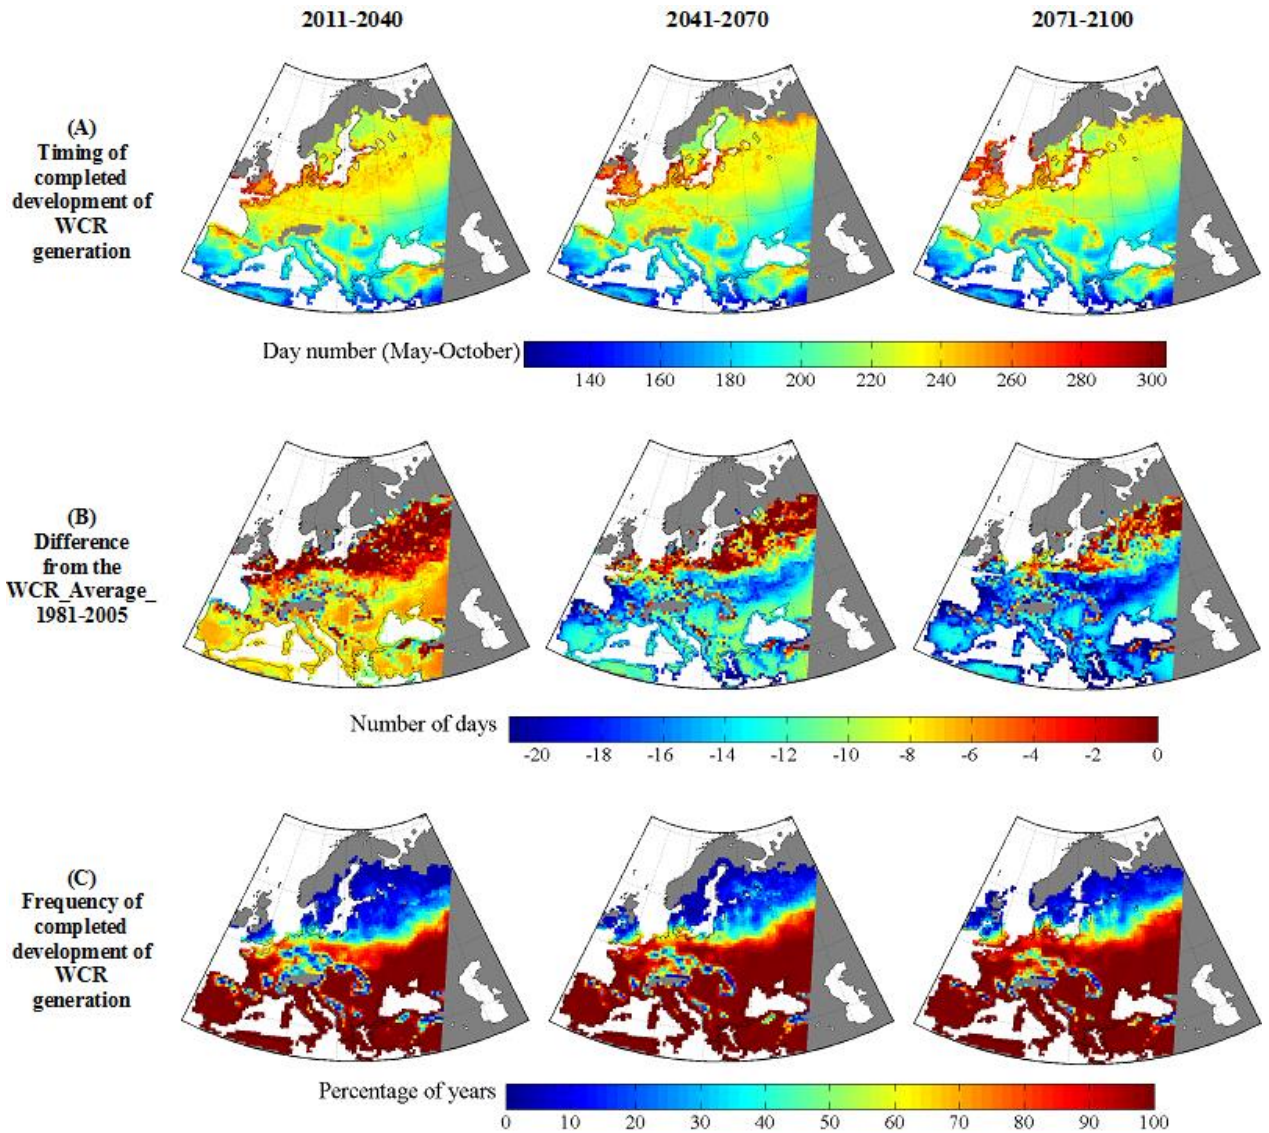 2011-2040
2041-2070
2071-2100
(A)
Timing of
completed
development of
WCR
generation
Day number (May-October)
140 160 180 200 220 240 260 280 300
(B)
Difference
from the
WCR_Average_
1981-2005
Number of days
-20 -18 -16 -14 -12 -10 -8 -6 -4 -2 0
(C)
Frequency of
completed
development of
WCR
generation
Percentage of years
0 10 20 30 40 50 60 70 80 90 100